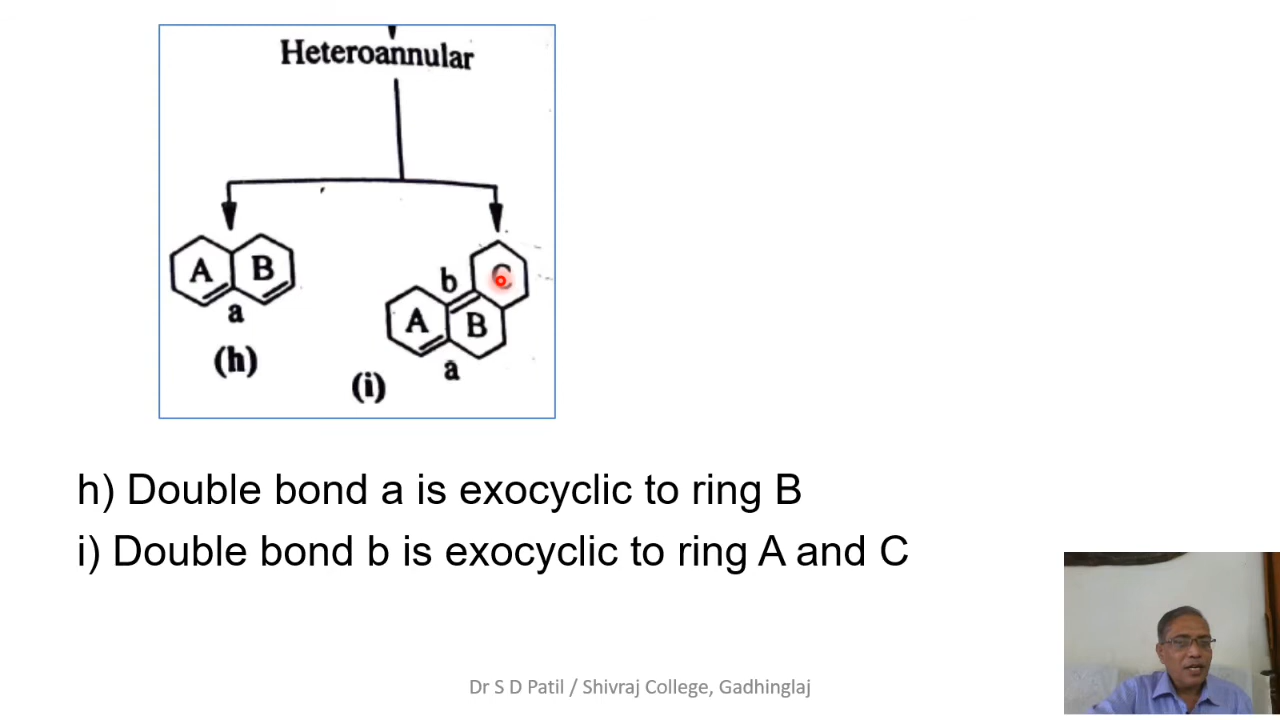 Heteroannular
A B
a
(h)
b C
A B
a
(i)
h) Double bond a is exocyclic to ring B
i) Double bond b is exocyclic to ring A and C
Dr S D Patil / Shivraj College, Gadhinglaj